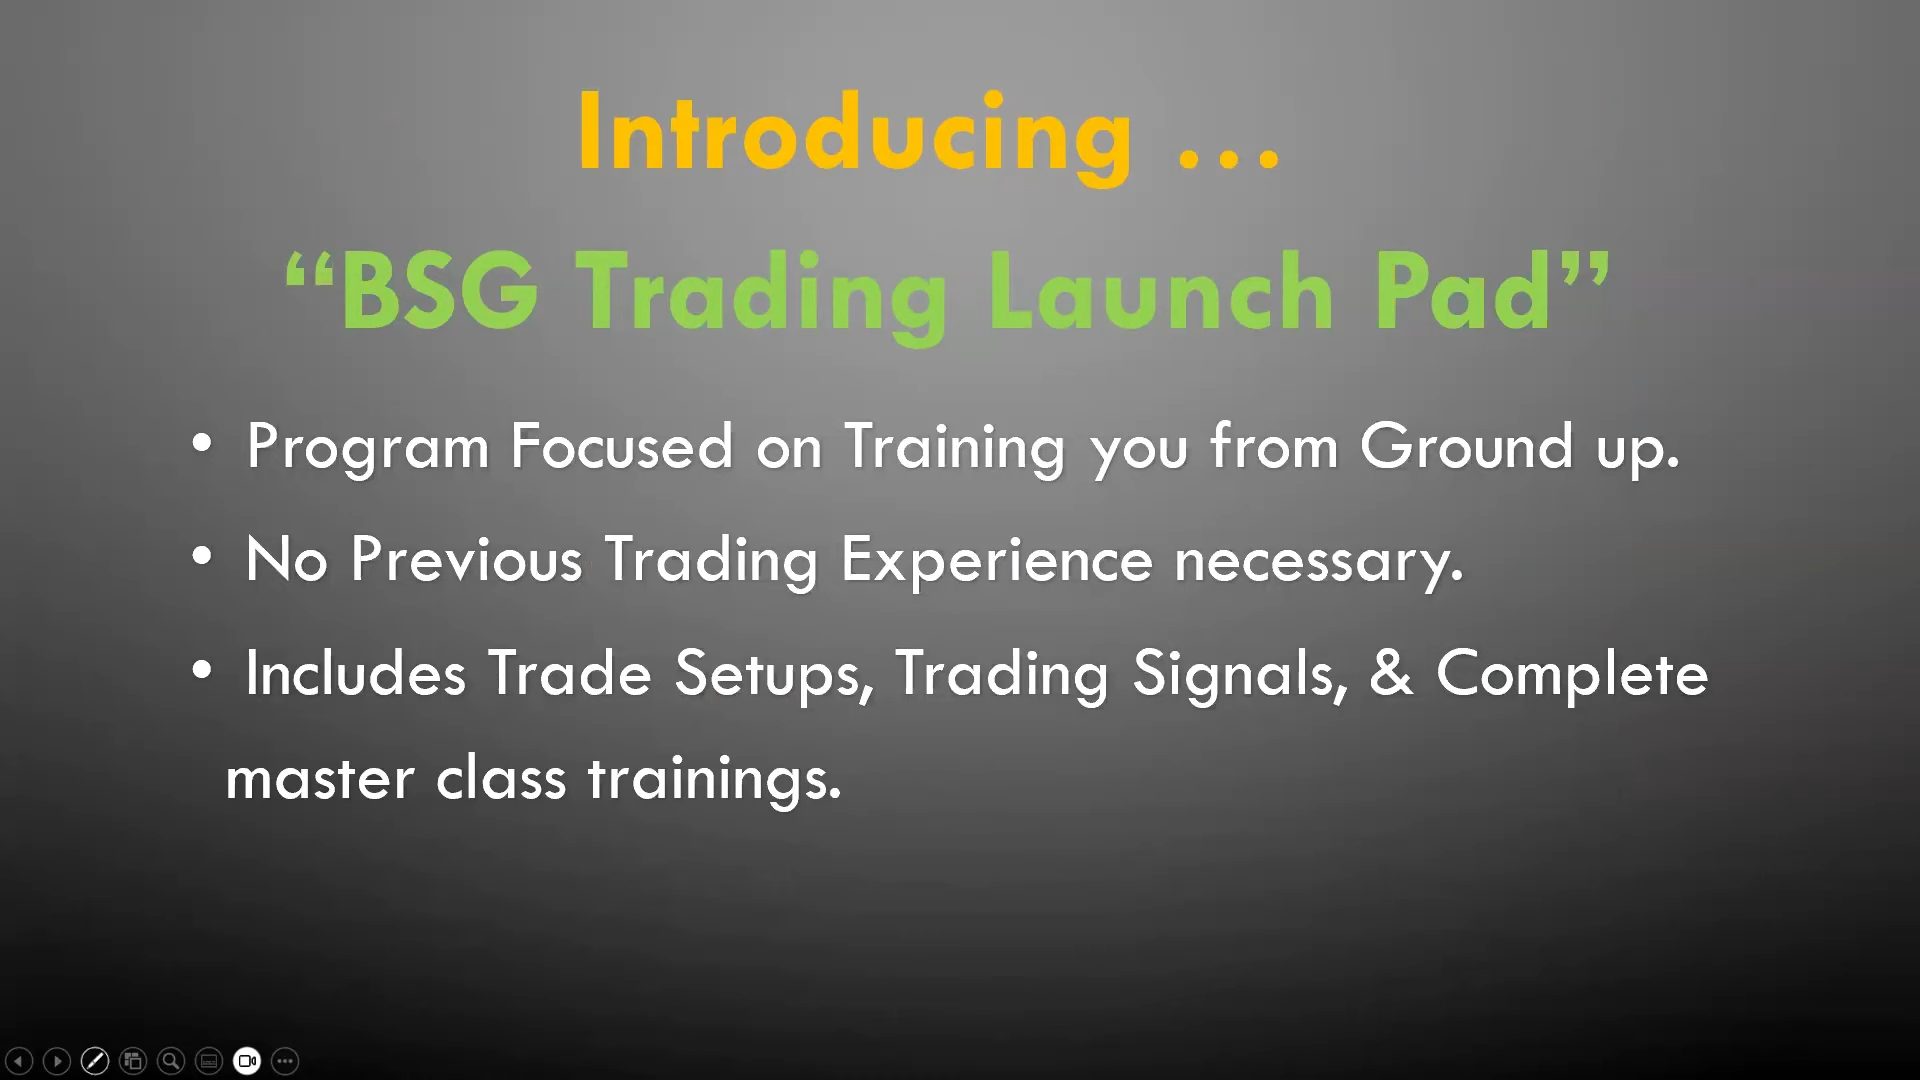 Introducing …
“BSG Trading Launch Pad”
• Program Focused on Training you from Ground up.
• No Previous Trading Experience necessary.
• Includes Trade Setups, Trading Signals, & Complete
master class trainings.